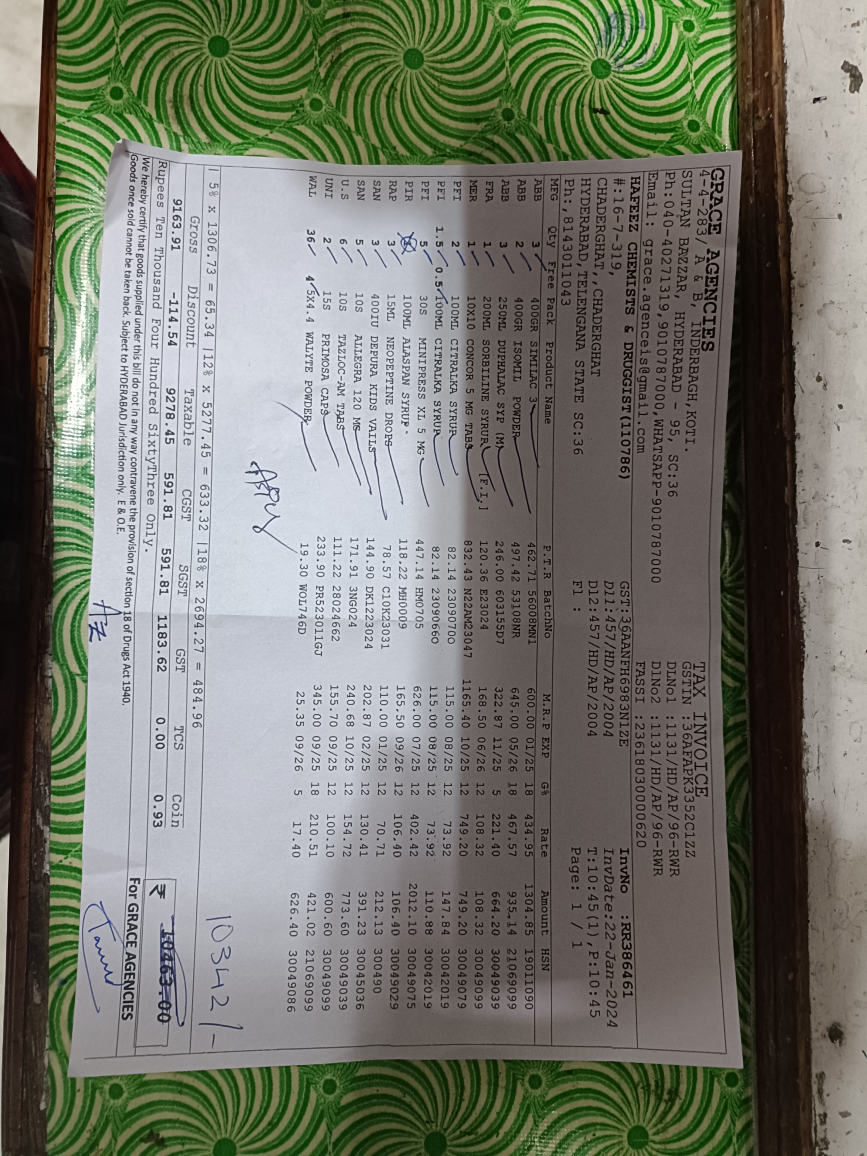 GRACE AGENCIES
4-4-283/ A & B, INDERBAGH, KOTI.
SULTAN BAZZAR, HYDERABAD - 95, SC:36
Ph:040-40271319,9010787000,WHATSAPP-9010787000
Email: grace.agenceis@gmail.com
TAX INVOICE
GSTIN :36AFAPK3352C1ZZ
DLNo1 :1131/HD/AP/96-RWR
DLNo2 :1131/HD/AP/96-RWR
FASSI :23618030000620
HAFEEZ CHEMISTS & DRUGGIST(110786)
#:16-7-319,
CHADERGHAT,,CHADERGHAT
HYDERABAD,TELENGANA STATE SC:36
Ph:,8143011043
GST:36AANFH6983N1ZE
D11:457/HD/AP/2004
D12:457/HD/AP/2004
Fl :
InvNo :RR386461
InvDate:22-Jan-2024
T:10:45(1),P:10:45
Page: 1 / 1
MFG Qty Free Pack Product Name P.T.R BatchNo M.R.P EXP G% Rate Amount HSN
ABB 3 400GR SIMILAC 3 462.71 56008MN1 600.00 01/25 18 434.95 1304.85 19011090
ABB 2 400GR ISOMIL POWDER 497.42 53108NR 645.00 05/26 18 467.57 935.14 21069099
ABB 3 250ML DUPHALAC SYP (M) 246.00 603155D7 322.87 11/25 5 221.40 664.20 30049039
FRA 1 200ML SORBILINE SYRUP [F.I,] 120.36 E23024 168.50 06/26 12 108.32 108.32 30049099
MER 1 10X10 CONCOR 5 MG TABS 832.43 N22AM23047 1165.40 10/25 12 749.20 749.20 30049079
PFI 2 100ML CITRALKA SYRUP 82.14 23090700 115.00 08/25 12 73.92 147.84 30042019
PFI 1.5 0.5 100ML CITRALKA SYRUP 82.14 23090660 115.00 08/25 12 73.92 110.88 30042019
PFI 5 30S MINIPRESS XL 5 MG 447.14 HM0705 626.00 07/25 12 402.42 2012.10 30049075
PIR 100ML ALASPAN SYRUP 118.22 MH0009 165.50 09/26 12 106.40 106.40 30049029
RAP 3 15ML NEOPEPTINE DROPS 78.57 C10K23031 110.00 01/25 12 70.71 212.13 300490
SAN 3 400IU DEPURA KIDS VAILS 144.90 DK1223024 202.87 02/25 12 130.41 391.23 30045036
SAN 5 10S ALLEGRA 120 MG 171.91 3NG024 240.68 10/25 12 154.72 773.60 30049039
U.S 6 10S TAZLOC-AM TABS 111.22 28024662 155.70 09/25 12 100.10 600.60 30049099
UNI 2 15S PRIMOSA CAPS 233.90 PR523011GJ 345.00 09/25 18 210.51 421.02 21069099
WAL 36 4 5X4.4 WALYTE POWDER 19.30 WOL746D 25.35 09/26 5 17.40 626.40 30049086
10342/-
| 5% x 1306.73 = 65.34 |12% x 5277.45 = 633.32 |18% x 2694.27 = 484.96
Gross Discount Taxable CGST SGST GST TCS Coin
9163.91 -114.54 9278.45 591.81 591.81 1183.62 0.00 0.93 ₹ 10463.00
Rupees Ten Thousand Four Hundred SixtyThree Only.
We hereby certify that goods supplied under this bill do not in any way contravene the provision of section 18 of Drugs Act 1940.
Goods once sold cannot be taken back. Subject to HYDERABAD Jurisdiction only. E & O.E.
For GRACE AGENCIES